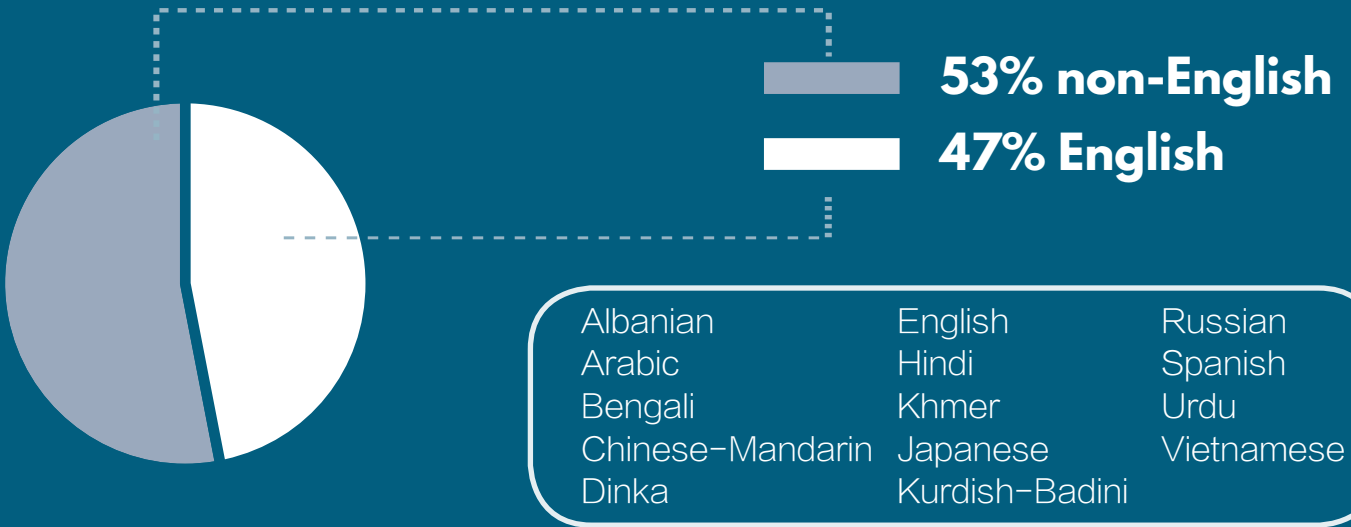 53% non-English
47% English
Albanian
Arabic
Bengali
Chinese-Mandarin
Dinka
English
Hindi
Khmer
Japanese
Kurdish-Badini
Russian
Spanish
Urdu
Vietnamese